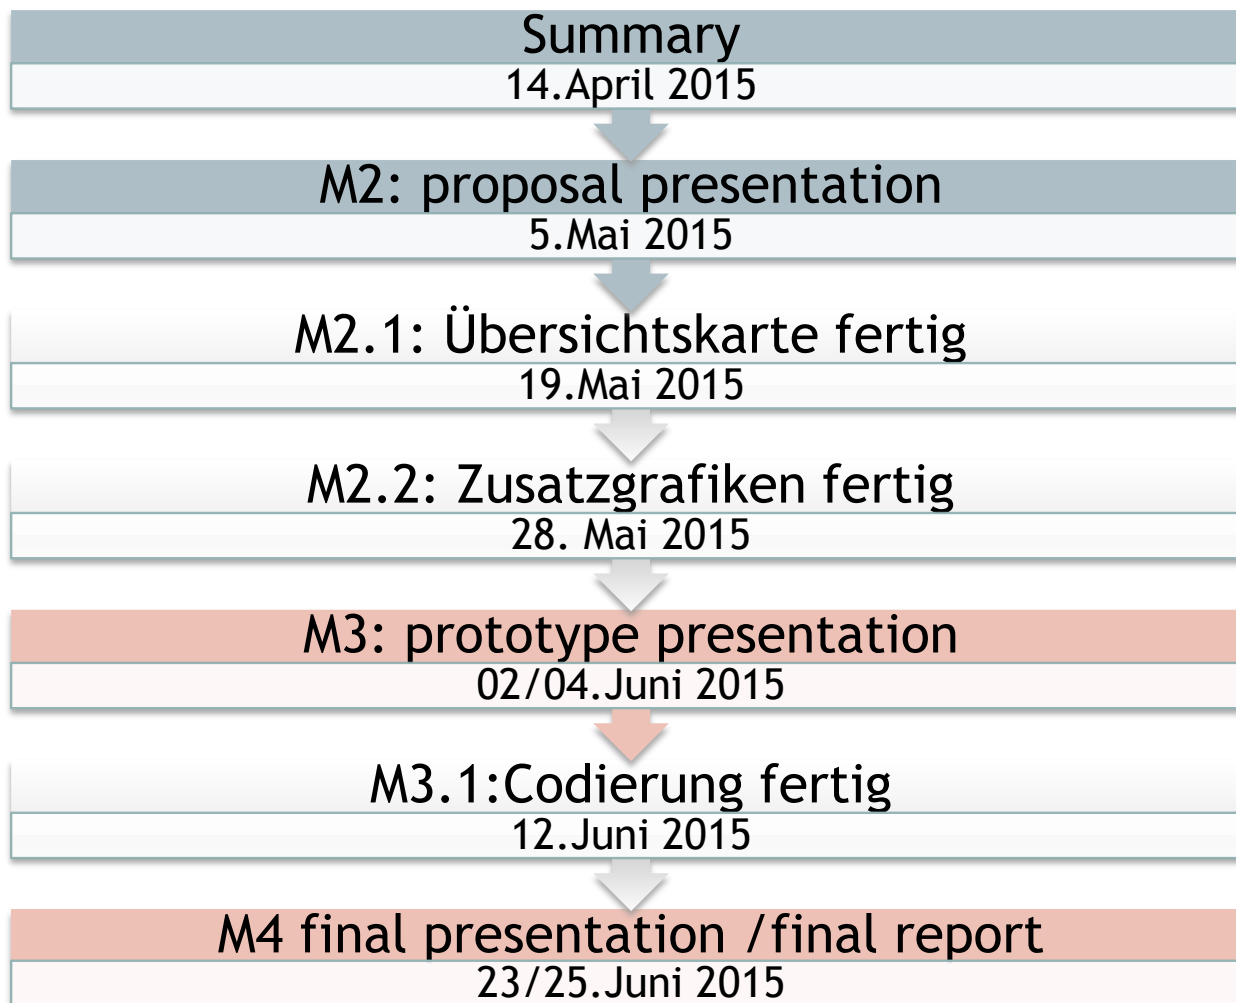 Summary
14.April 2015
M2: proposal presentation
5.Mai 2015
M2.1: Übersichtskarte fertig
19.Mai 2015
M2.2: Zusatzgrafiken fertig
28. Mai 2015
M3: prototype presentation
02/04.Juni 2015
M3.1:Codierung fertig
12.Juni 2015
M4 final presentation /final report
23/25.Juni 2015